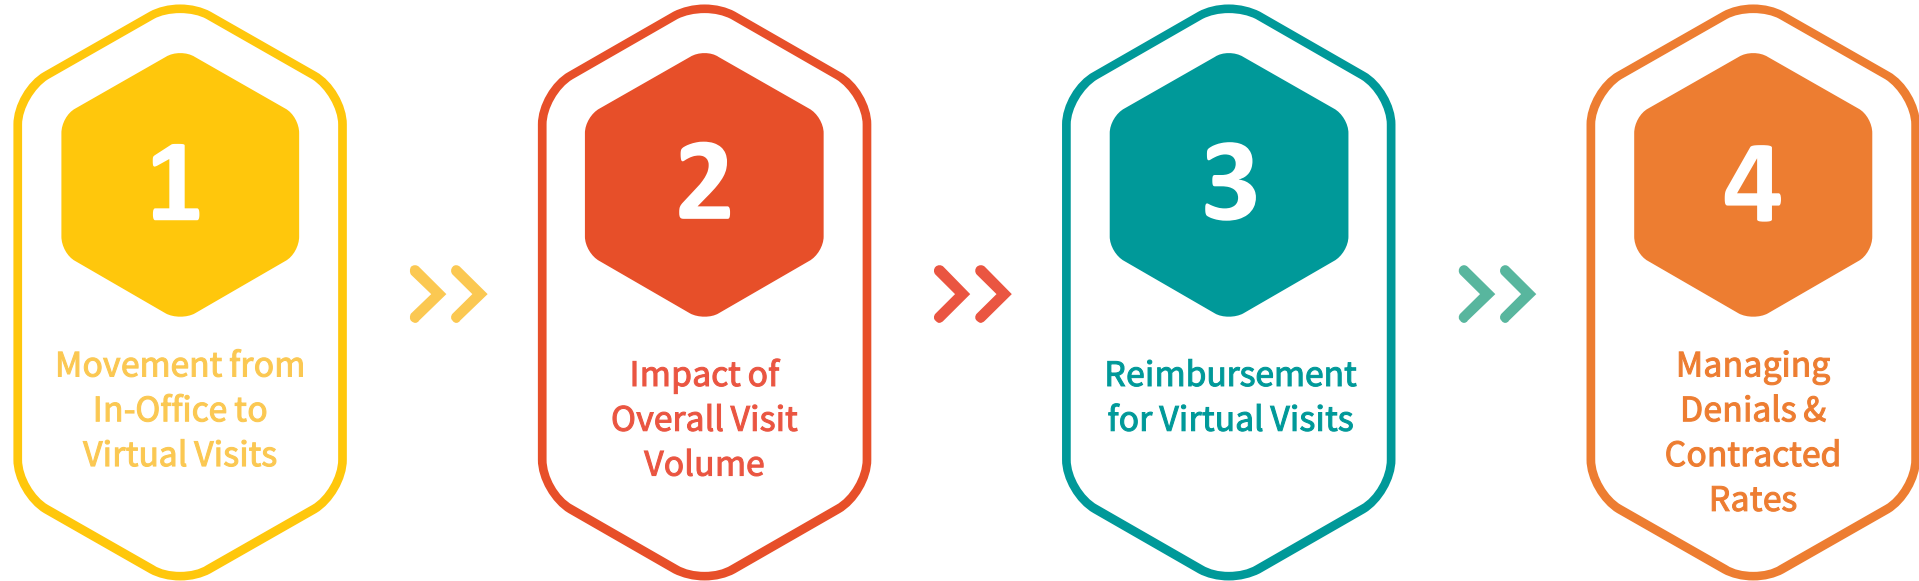 1
Movement from
In-Office to
Virtual Visits
2
Impact of
Overall Visit
Volume
3
Reimbursement
for Virtual Visits
4
Managing
Denials &
Contracted
Rates